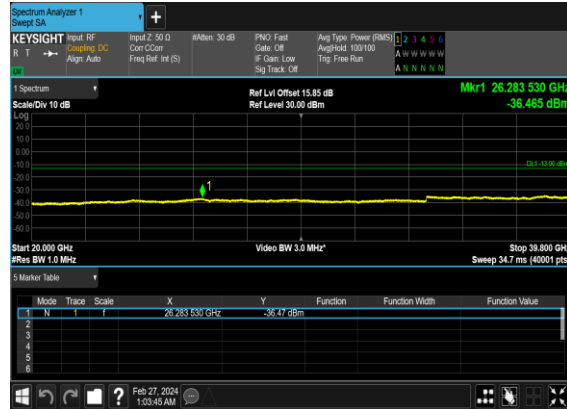 Spectrum Analyzer 1
Swept SA
+
KEYSIGHT
R T
Input: RF
Coupling: DC
Align: Auto
Input Z: 50 Ω
Corr CCorr
Freq Ref: Int (S)
#Atten: 30 dB
PNO: Fast
Gate: Off
IF Gain: Low
Sig Track: Off
Avg Type: Power (RMS)
Avg|Hold: 100/100
Trig: Free Run
1 2 3 4 5 6
A W W W W W
A N N N N N
1 Spectrum
Scale/Div 10 dB
Ref Lvl Offset 15.85 dB
Ref Level 30.00 dBm
Mkr1 26.283 530 GHz
-36.465 dBm
Log
20.0
10.0
0.00
-10.0
-20.0
-30.0
-40.0
-50.0
-60.0
DL1 -13.00 dBm
1
Start 20.000 GHz
#Res BW 1.0 MHz
Video BW 3.0 MHz*
Stop 39.800 GHz
Sweep 34.7 ms (40001 pts)
5 Marker Table
Mode Trace Scale X Y Function Function Width Function Value
1 N 1 f 26.283 530 GHz -36.47 dBm
2
3
4
5
6
?
Feb 27, 2024
1:03:45 AM